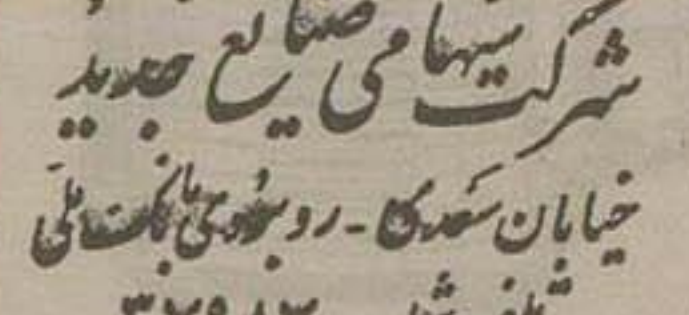 شرکت سهامی صنایع جدید
خیابان سعدی - روبروی بانک ملی